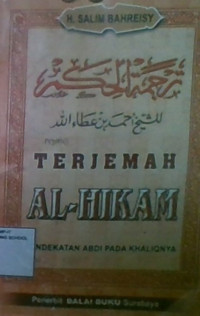 H. SALIM BAHREISY
ترجمة الحكم
للشيخ احمد بن عطاء الله
TERJEMAH
AL-HIKAM
NDEKATAN ABDI PADA KHALIQNYA
Penerbit BALAI BUKU Surabaya